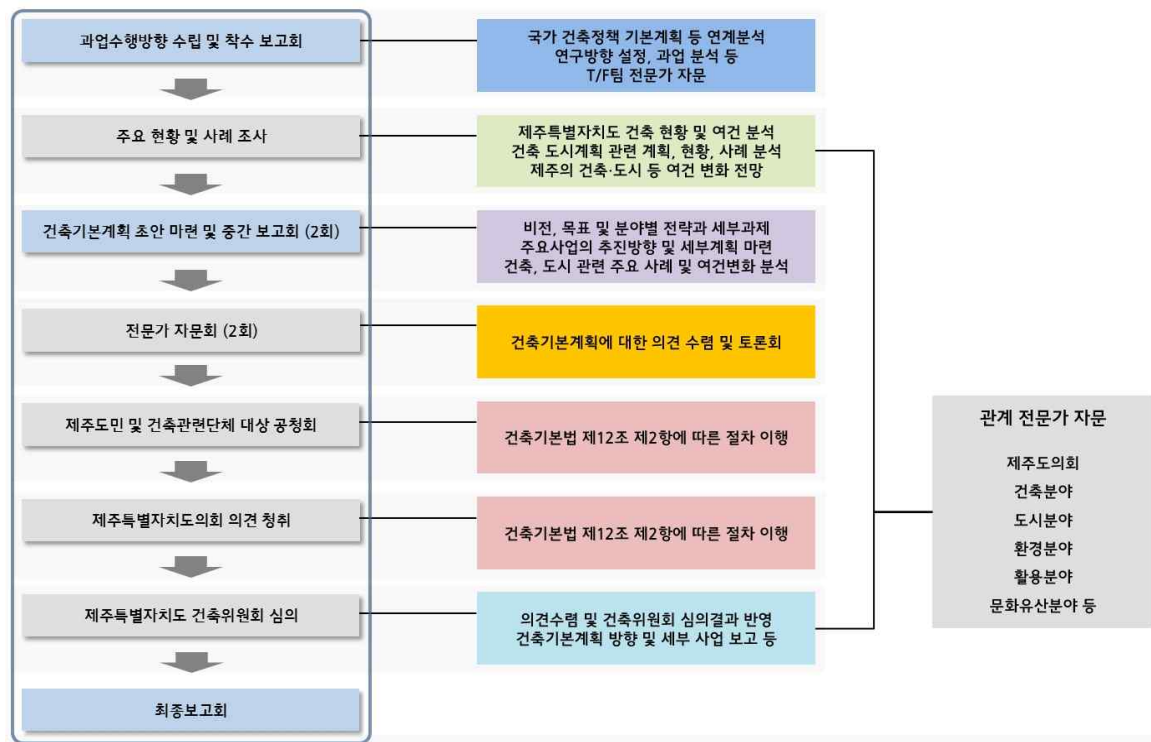 과업수행방향 수립 및 착수 보고회
국가 건축정책 기본계획 등 연계분석
연구방향 설정, 과업 분석 등
T/F팀 전문가 자문
주요 현황 및 사례 조사
제주특별자치도 건축 현황 및 여건 분석
건축 도시계획 관련 계획, 현황, 사례 분석
제주의 건축·도시 등 여건 변화 전망
건축기본계획 초안 마련 및 중간 보고회 (2회)
비전, 목표 및 분야별 전략과 세부과제
주요사업의 추진방향 및 세부계획 마련
건축, 도시 관련 주요 사례 및 여건변화 분석
전문가 자문회 (2회)
건축기본계획에 대한 의견 수렴 및 토론회
제주도민 및 건축관련단체 대상 공청회
건축기본법 제12조 제2항에 따른 절차 이행
제주특별자치도의회 의견 청취
건축기본법 제12조 제2항에 따른 절차 이행
제주특별자치도 건축위원회 심의
의견수렴 및 건축위원회 심의결과 반영
건축기본계획 방향 및 세부 사업 보고 등
최종보고회
관계 전문가 자문
제주도의회
건축분야
도시분야
환경분야
활용분야
문화유산분야 등